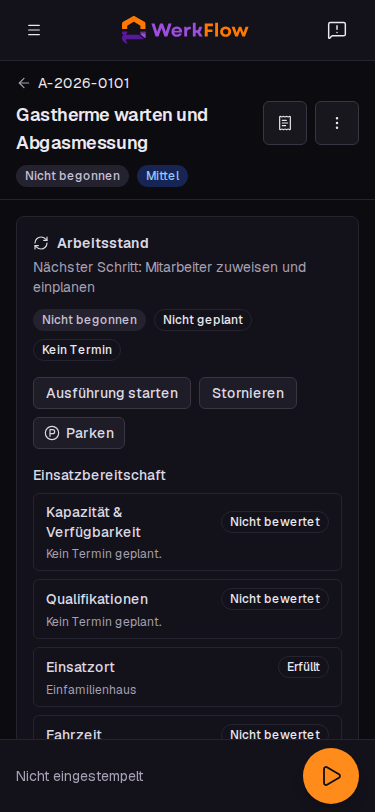 WerkFlow
A-2026-0101
Gastherme warten und
Abgasmessung
Nicht begonnen Mittel
Arbeitsstand
Nächster Schritt: Mitarbeiter zuweisen und
einplanen
Nicht begonnen Nicht geplant
Kein Termin
Ausführung starten Stornieren
Parken
Einsatzbereitschaft
Kapazität &
Verfügbarkeit
Nicht bewertet
Kein Termin geplant.
Qualifikationen Nicht bewertet
Kein Termin geplant.
Einsatzort Erfüllt
Einfamilienhaus
Fahrzeit Nicht bewertet
Nicht eingestempelt